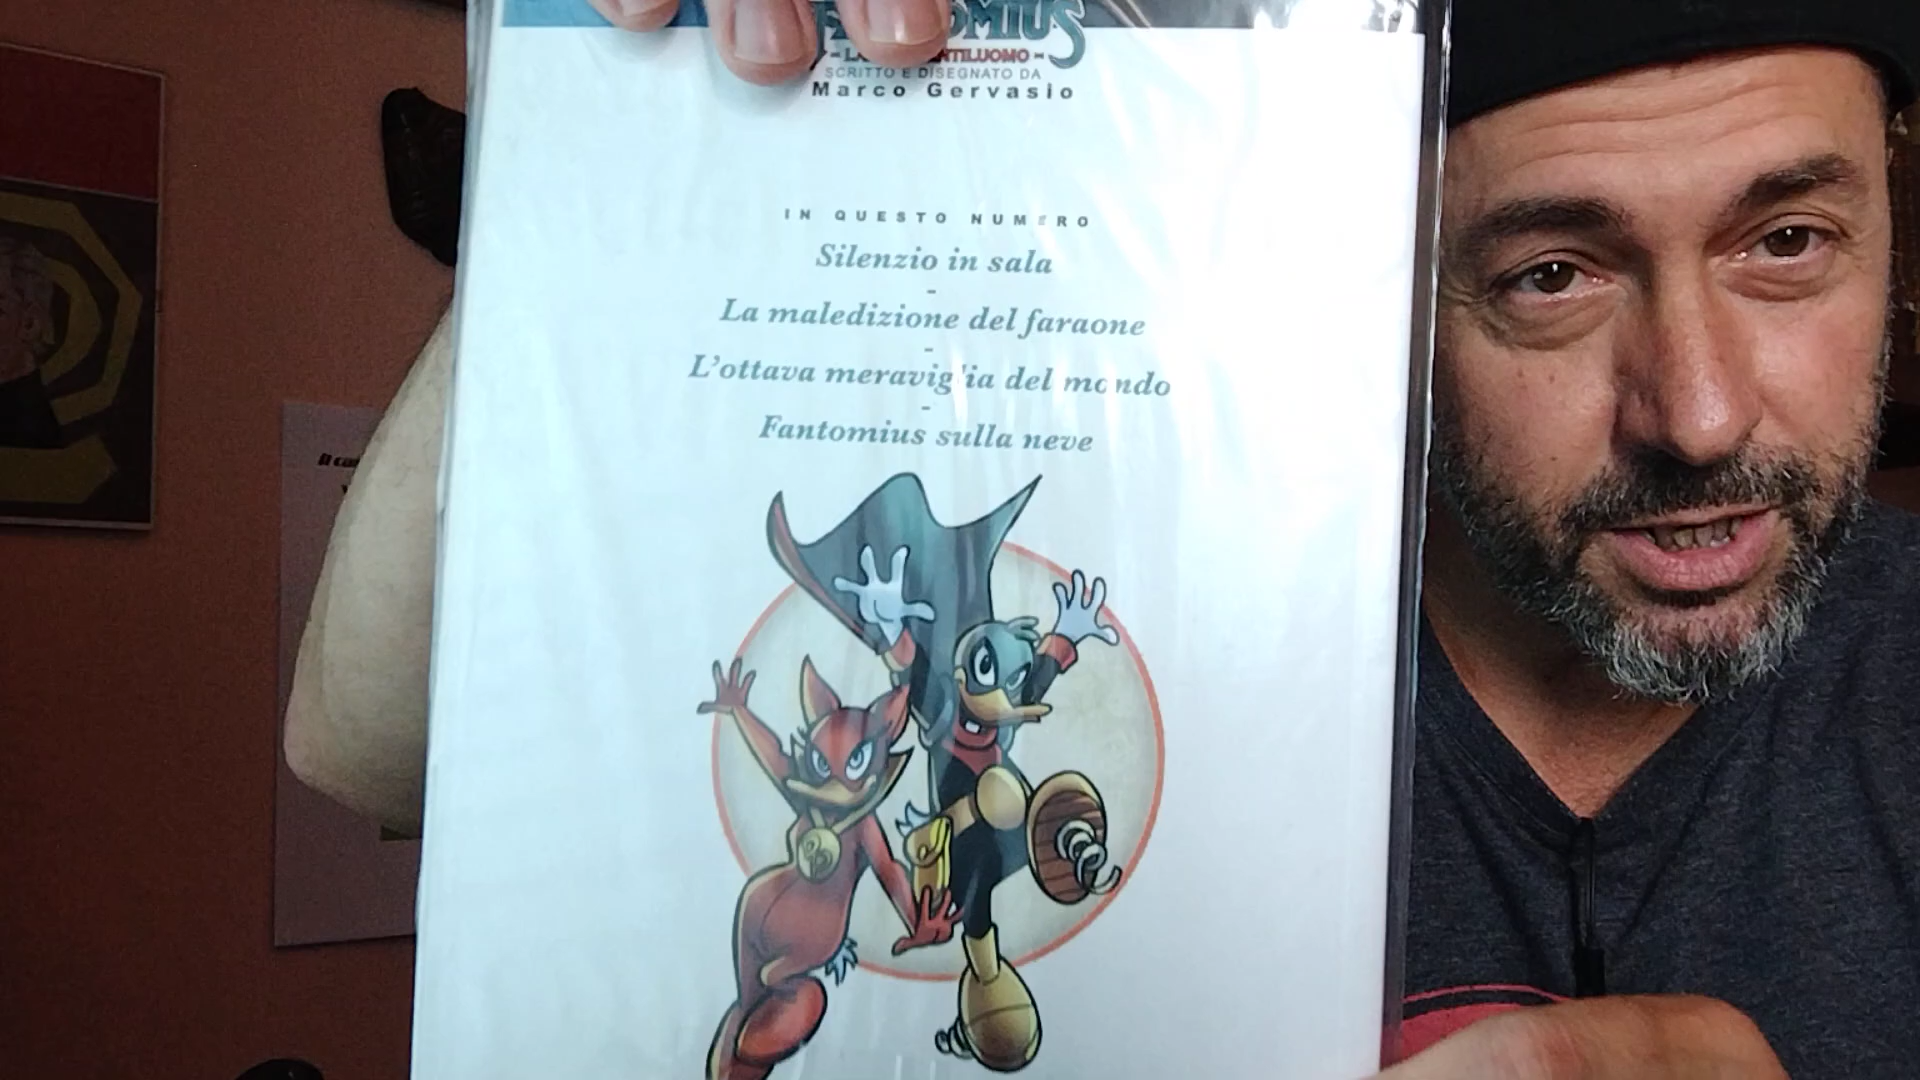 SCRITTO E DISEGNATO DA
Marco Gervasio
IN QUESTO NUMERO
Silenzio in sala
-
La maledizione del faraone
-
L'ottava meraviglia del mondo
-
Fantomius sulla neve